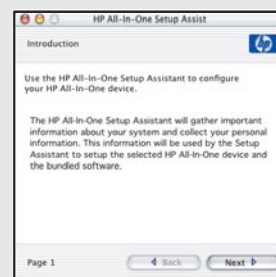 HP All-In-One Setup Assist
Introduction
hp
Use the HP All-In-One Setup Assistant to configure
your HP All-In-One device.
The HP All-In-One Setup Assistant will gather important
information about your system and collect your personal
information. This information will be used by the Setup
Assistant to setup the selected HP All-In-One device and
the bundled software.
Page 1
Back
Next